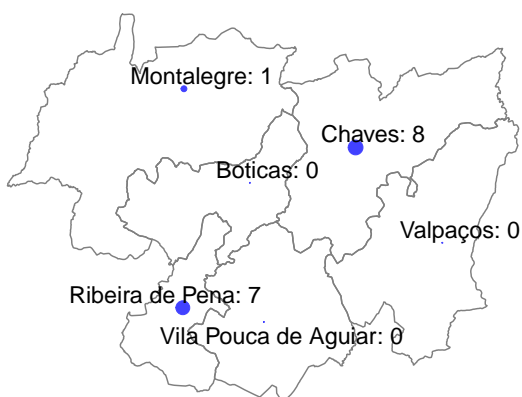 Montalegre: 1
Chaves: 8
Boticas: 0
Valpaços: 0
Ribeira de Pena: 7
Vila Pouca de Aguiar: 0